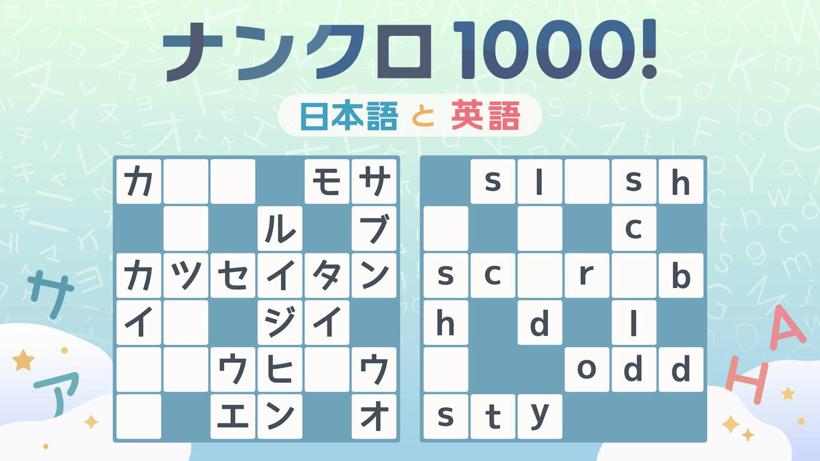 ナンクロ1000!
日本語 と 英語
カ モサ
ルブ
カツセイタン
イ ジイ
ウヒ ウ
エン オ
sl sh
c
sc r b
h d l
odd
sty
サ
ア
A
H